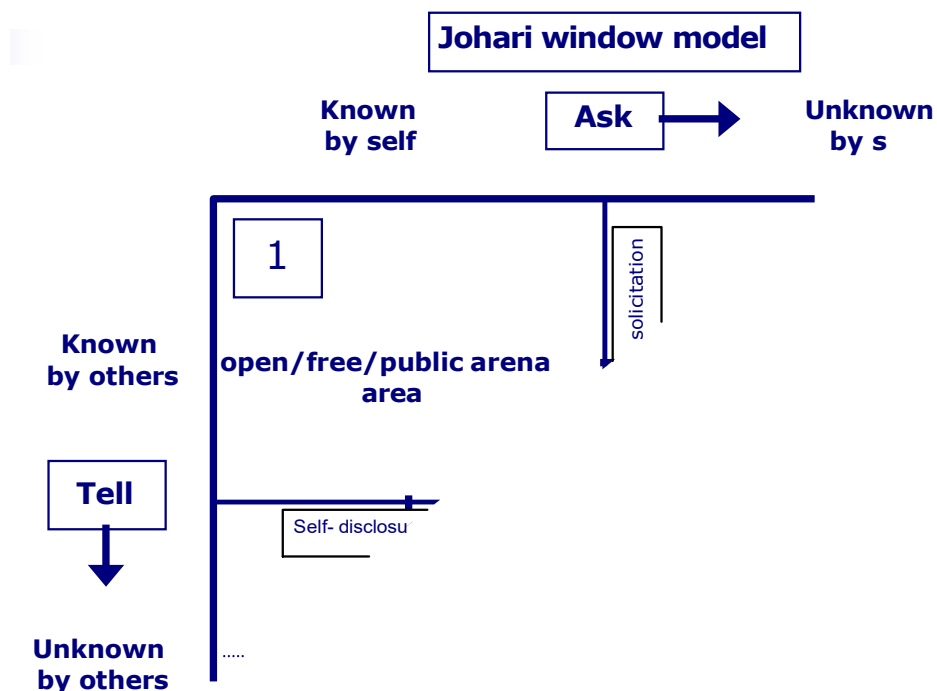 Johari window model
Known
by self
Ask
Unknown
by s
1
solicitation
Known
by others
open/free/public arena
area
Tell
Self- disclosu
Unknown
by others
.....